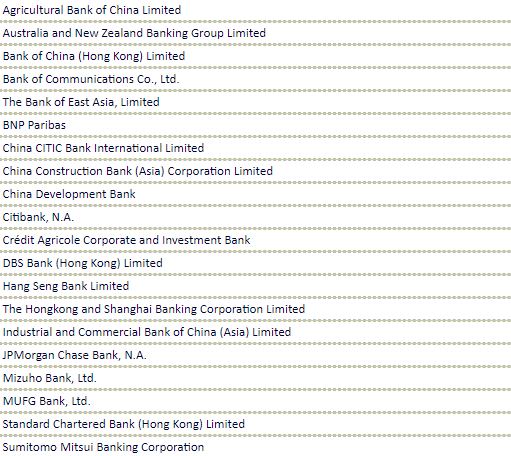 Agricultural Bank of China Limited
Australia and New Zealand Banking Group Limited
Bank of China (Hong Kong) Limited
Bank of Communications Co., Ltd.
The Bank of East Asia, Limited
BNP Paribas
China CITIC Bank International Limited
China Construction Bank (Asia) Corporation Limited
China Development Bank
Citibank, N.A.
Crédit Agricole Corporate and Investment Bank
DBS Bank (Hong Kong) Limited
Hang Seng Bank Limited
The Hongkong and Shanghai Banking Corporation Limited
Industrial and Commercial Bank of China (Asia) Limited
JPMorgan Chase Bank, N.A.
Mizuho Bank, Ltd.
MUFG Bank, Ltd.
Standard Chartered Bank (Hong Kong) Limited
Sumitomo Mitsui Banking Corporation